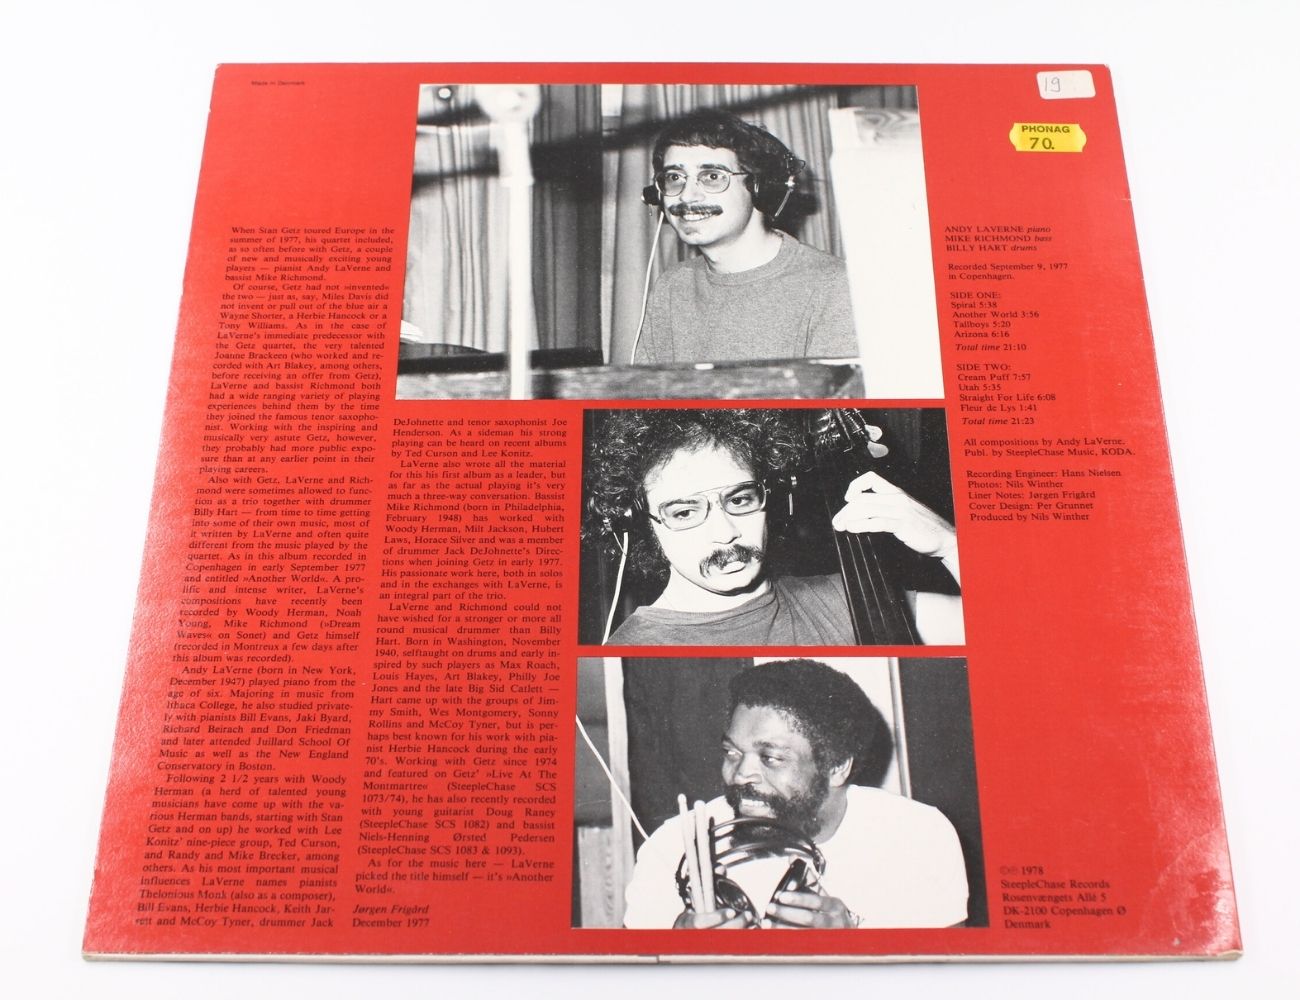 Made in Denmark
19
PHONAG
70.
When Stan Getz toured Europe in the
summer of 1977, his quartet included,
as so often before with Getz, a couple
of new and musically exciting young
players — pianist Andy LaVerne and
bassist Mike Richmond.
Of course, Getz had not »invented«
the two — just as, say, Miles Davis did
not invent or pull out of the blue air a
Wayne Shorter, a Herbie Hancock or a
Tony Williams. As in the case of
LaVerne's immediate predecessor with
the Getz quartet, the very talented
Joanne Brackeen (who worked and re-
corded with Art Blakey, among others,
before receiving an offer from Getz),
LaVerne and bassist Richmond both
had a wide ranging variety of playing
experiences behind them by the time
they joined the famous tenor saxopho-
nist. Working with the inspiring and
musically very astute Getz, however,
they probably had more public expo-
sure than at any earlier point in their
playing careers.
Also with Getz, LaVerne and Rich-
mond were sometimes allowed to func-
tion as a trio together with drummer
Billy Hart — from time to time getting
into some of their own music, most of
it written by LaVerne and often quite
different from the music played by the
quartet. As in this album recorded in
Copenhagen in early September 1977
and entitled »Another World«. A pro-
lific and intense writer, LaVerne's
compositions have recently been
recorded by Woody Herman, Noah
Young, Mike Richmond (»Dream
Waves« on Sonet) and Getz himself
(recorded in Montreux a few days after
this album was recorded).
Andy LaVerne (born in New York,
December 1947) played piano from the
age of six. Majoring in music from
Ithaca College, he also studied private-
ly with pianists Bill Evans, Jaki Byard,
Richard Beirach and Don Friedman
and later attended Juillard School Of
Music as well as the New England
Conservatory in Boston.
Following 2 1/2 years with Woody
Herman (a herd of talented young
musicians have come up with the va-
rious Herman bands, starting with Stan
Getz and on up) he worked with Lee
Konitz' nine-piece group, Ted Curson,
and Randy and Mike Brecker, among
others. As his most important musical
influences LaVerne names pianists
Thelonious Monk (also as a composer),
Bill Evans, Herbie Hancock, Keith Jar-
rett and McCoy Tyner, drummer Jack
DeJohnette and tenor saxophonist Joe
Henderson. As a sideman his strong
playing can be heard on recent albums
by Ted Curson and Lee Konitz.
LaVerne also wrote all the material
for this his first album as a leader, but
as far as the actual playing it's very
much a three-way conversation. Bassist
Mike Richmond (born in Philadelphia,
February 1948) has worked with
Woody Herman, Milt Jackson, Hubert
Laws, Horace Silver and was a member
of drummer Jack DeJohnette's Direc-
tions when joining Getz in early 1977.
His passionate work here, both in solos
and in the exchanges with LaVerne, is
an integral part of the trio.
LaVerne and Richmond could not
have wished for a stronger or more all
round musical drummer than Billy
Hart. Born in Washington, November
1940, selftaught on drums and early in-
spired by such players as Max Roach,
Louis Hayes, Art Blakey, Philly Joe
Jones and the late Big Sid Catlett —
Hart came up with the groups of Jim-
my Smith, Wes Montgomery, Sonny
Rollins and McCoy Tyner, but is per-
haps best known for his work with pia-
nist Herbie Hancock during the early
70's. Working with Getz since 1974
and featured on Getz' »Live At The
Montmartre« (SteepleChase SCS
1073/74), he has also recently recorded
with young guitarist Doug Raney
(SteepleChase SCS 1082) and bassist
Niels-Henning Ørsted Pedersen
(SteepleChase SCS 1083 & 1093).
As for the music here — LaVerne
picked the title himself — it's »Another
World«.
Jørgen Frigård
December 1977
ANDY LAVERNE piano
MIKE RICHMOND bass
BILLY HART drums
Recorded September 9, 1977
in Copenhagen.
SIDE ONE:
Spiral 5:38
Another World 3:56
Tallboys 5:20
Arizona 6:16
Total time 21:10
SIDE TWO:
Cream Puff 7:57
Utah 5:35
Straight For Life 6:08
Fleur de Lys 1:41
Total time 21:23
All compositions by Andy LaVerne.
Publ. by SteepleChase Music, KODA.
Recording Engineer: Hans Nielsen
Photos: Nils Winther
Liner Notes: Jørgen Frigård
Cover Design: Per Grunnet
Produced by Nils Winther
©℗ 1978
SteepleChase Records
Rosenvængets Allé 5
DK-2100 Copenhagen Ø
Denmark